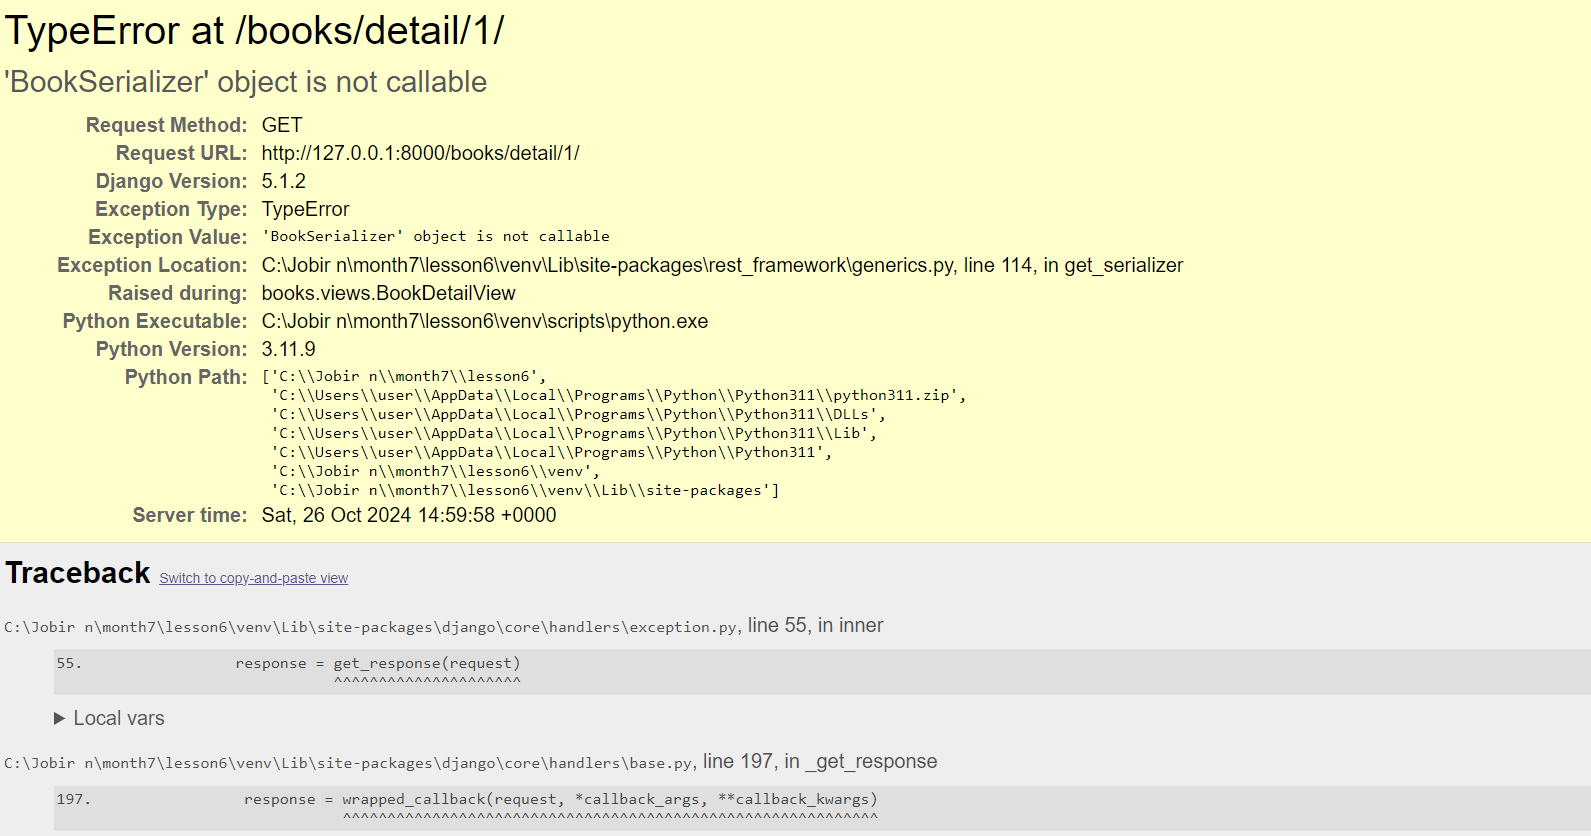 TypeError at /books/detail/1/
'BookSerializer' object is not callable
Request Method: GET
Request URL: http://127.0.0.1:8000/books/detail/1/
Django Version: 5.1.2
Exception Type: TypeError
Exception Value: 'BookSerializer' object is not callable
Exception Location: C:\Jobir n\month7\lesson6\venv\Lib\site-packages\rest_framework\generics.py, line 114, in get_serializer
Raised during: books.views.BookDetailView
Python Executable: C:\Jobir n\month7\lesson6\venv\scripts\python.exe
Python Version: 3.11.9
Python Path: ['C:\\Jobir n\\month7\\lesson6',
'C:\\Users\\user\\AppData\\Local\\Programs\\Python\\Python311\\python311.zip',
'C:\\Users\\user\\AppData\\Local\\Programs\\Python\\Python311\\DLLs',
'C:\\Users\\user\\AppData\\Local\\Programs\\Python\\Python311\\Lib',
'C:\\Users\\user\\AppData\\Local\\Programs\\Python\\Python311',
'C:\\Jobir n\\month7\\lesson6\\venv',
'C:\\Jobir n\\month7\\lesson6\\venv\\Lib\\site-packages']
Server time: Sat, 26 Oct 2024 14:59:58 +0000
Traceback Switch to copy-and-paste view
C:\Jobir n\month7\lesson6\venv\Lib\site-packages\django\core\handlers\exception.py, line 55, in inner
55. response = get_response(request)
^^^^^^^^^^^^^^^^^^^^^
▶ Local vars
C:\Jobir n\month7\lesson6\venv\Lib\site-packages\django\core\handlers\base.py, line 197, in _get_response
197. response = wrapped_callback(request, *callback_args, **callback_kwargs)
^^^^^^^^^^^^^^^^^^^^^^^^^^^^^^^^^^^^^^^^^^^^^^^^^^^^^^^^^^^^